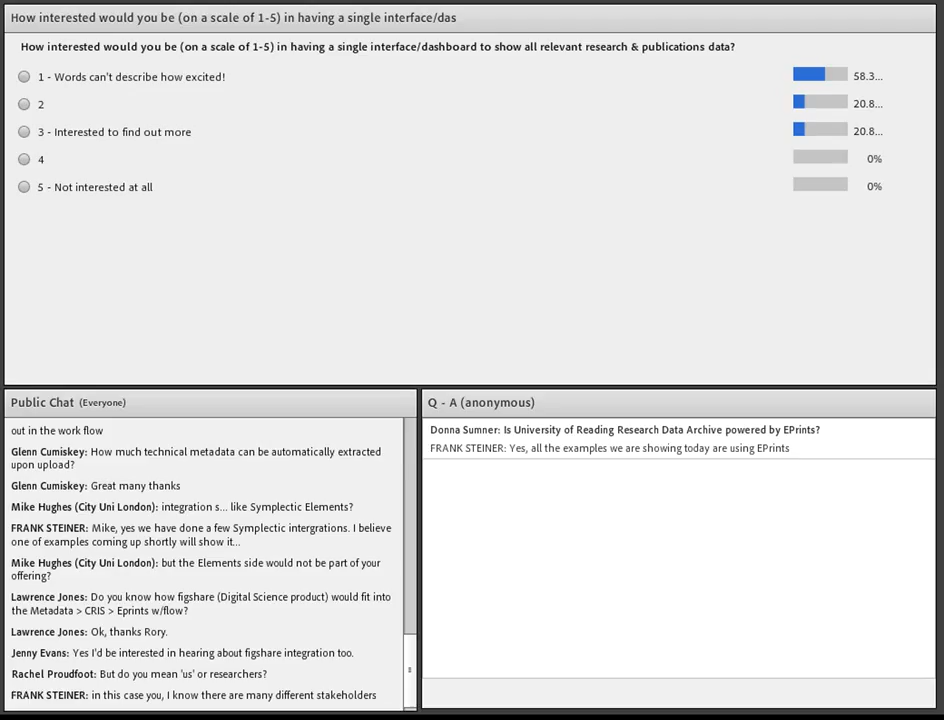 How interested would you be (on a scale of 1-5) in having a single interface/das
How interested would you be (on a scale of 1-5) in having a single interface/dashboard to show all relevant research & publications data?
1 - Words can't describe how excited! 58.3...
2 20.8...
3 - Interested to find out more 20.8...
4 0%
5 - Not interested at all 0%
Public Chat (Everyone)
out in the work flow
Glenn Cumiskey: How much technical metadata can be automatically extracted
upon upload?
Glenn Cumiskey: Great many thanks
Mike Hughes (City Uni London): integration s... like Symplectic Elements?
FRANK STEINER: Mike, yes we have done a few Symplectic intergrations. I believe
one of examples coming up shortly will show it...
Mike Hughes (City Uni London): but the Elements side would not be part of your
offering?
Lawrence Jones: Do you know how figshare (Digital Science product) would fit into
the Metadata > CRIS > Eprints w/flow?
Lawrence Jones: Ok, thanks Rory.
Jenny Evans: Yes I'd be interested in hearing about figshare integration too.
Rachel Proudfoot: But do you mean 'us' or researchers?
FRANK STEINER: in this case you, I know there are many different stakeholders
Q - A (anonymous)
Donna Sumner: Is University of Reading Research Data Archive powered by EPrints?
FRANK STEINER: Yes, all the examples we are showing today are using EPrints